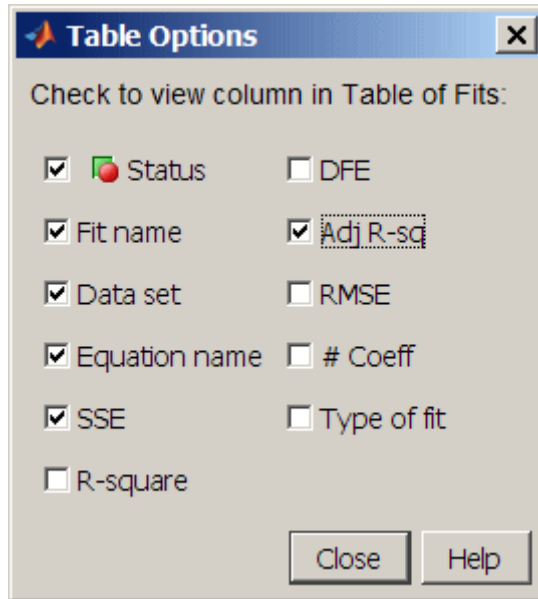 Table Options
Check to view column in Table of Fits:
Status
DFE
Fit name
Adj R-sq
Data set
RMSE
Equation name
# Coeff
SSE
Type of fit
R-square
Close
Help